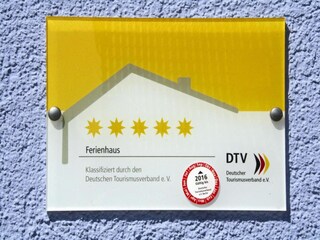 Ferienhaus
Klassifiziert durch den
Deutschen Tourismusverband e. V.
2016
DTV
Deutscher
Tourismusverband e.V.